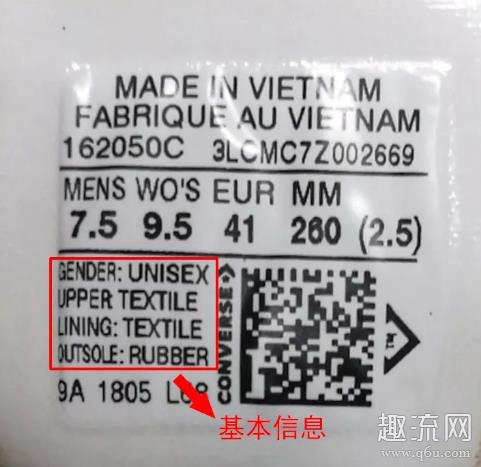 MADE IN VIETNAM
FABRIQUE AU VIETNAM
162050C 3LCMC7Z002669
MENS WO'S EUR MM
7.5 9.5 41 260 (2.5)
GENDER: UNISEX
UPPER TEXTILE
LINING: TEXTILE
OUTSOLE: RUBBER
CONVERSE
9A 1805
基本信息
趣流网
www.q6u.com